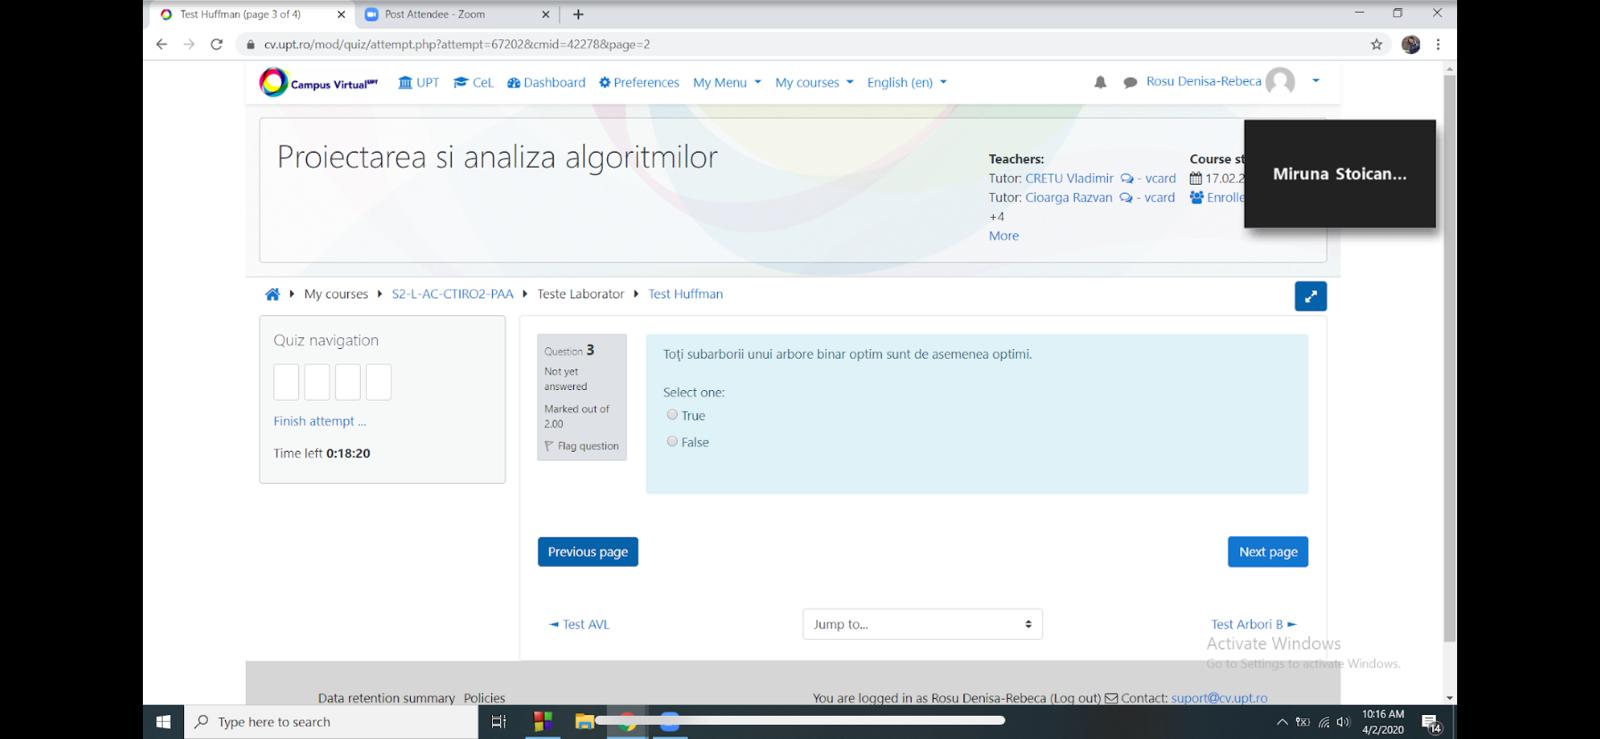 Test Huffman (page 3 of 4)
Post Attendee - Zoom
cv.upt.ro/mod/quiz/attempt.php?attempt=67202&cmid=42278&page=2
Campus Virtual UPT
UPT
CeL
Dashboard
Preferences
My Menu
My courses
English (en)
Rosu Denisa-Rebeca
Proiectarea si analiza algoritmilor
Teachers:
Tutor: CRETU Vladimir - vcard
Tutor: Cioarga Razvan - vcard
+4
More
Course st
17.02.2
Enrolle
Miruna Stoican...
My courses
S2-L-AC-CTIRO2-PAA
Teste Laborator
Test Huffman
Quiz navigation
Finish attempt ...
Time left 0:18:20
Question 3
Not yet
answered
Marked out of
2.00
Flag question
Toți subarborii unui arbore binar optim sunt de asemenea optimi.
Select one:
True
False
Previous page
Next page
◄ Test AVL
Jump to...
Test Arbori B ►
Activate Windows
Go to Settings to activate Windows.
Data retention summary Policies
You are logged in as Rosu Denisa-Rebeca (Log out)
Contact: suport@cv.upt.ro
Type here to search
10:16 AM
4/2/2020
14